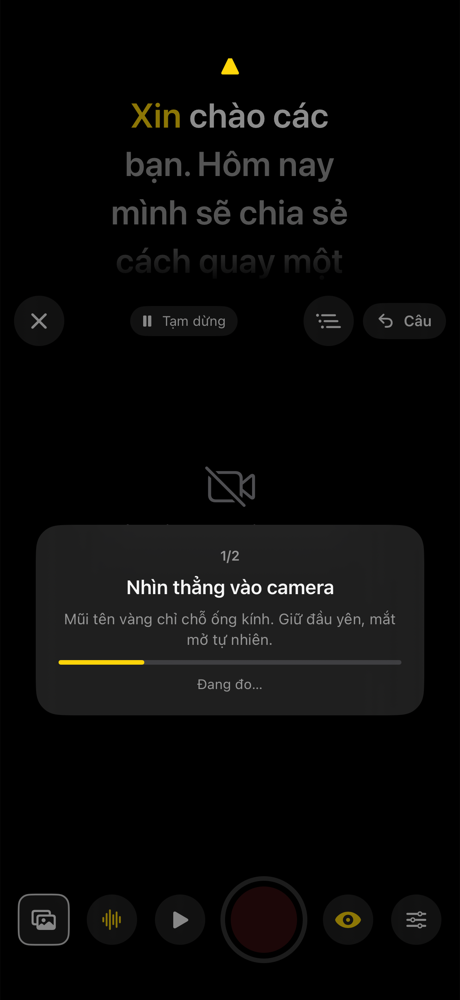 Xin chào các
bạn. Hôm nay
mình sẽ chia sẻ
cách quay một
Tạm dừng
Câu
1/2
Nhìn thẳng vào camera
Mũi tên vàng chỉ chỗ ống kính. Giữ đầu yên, mắt
mở tự nhiên.
Đang đo...